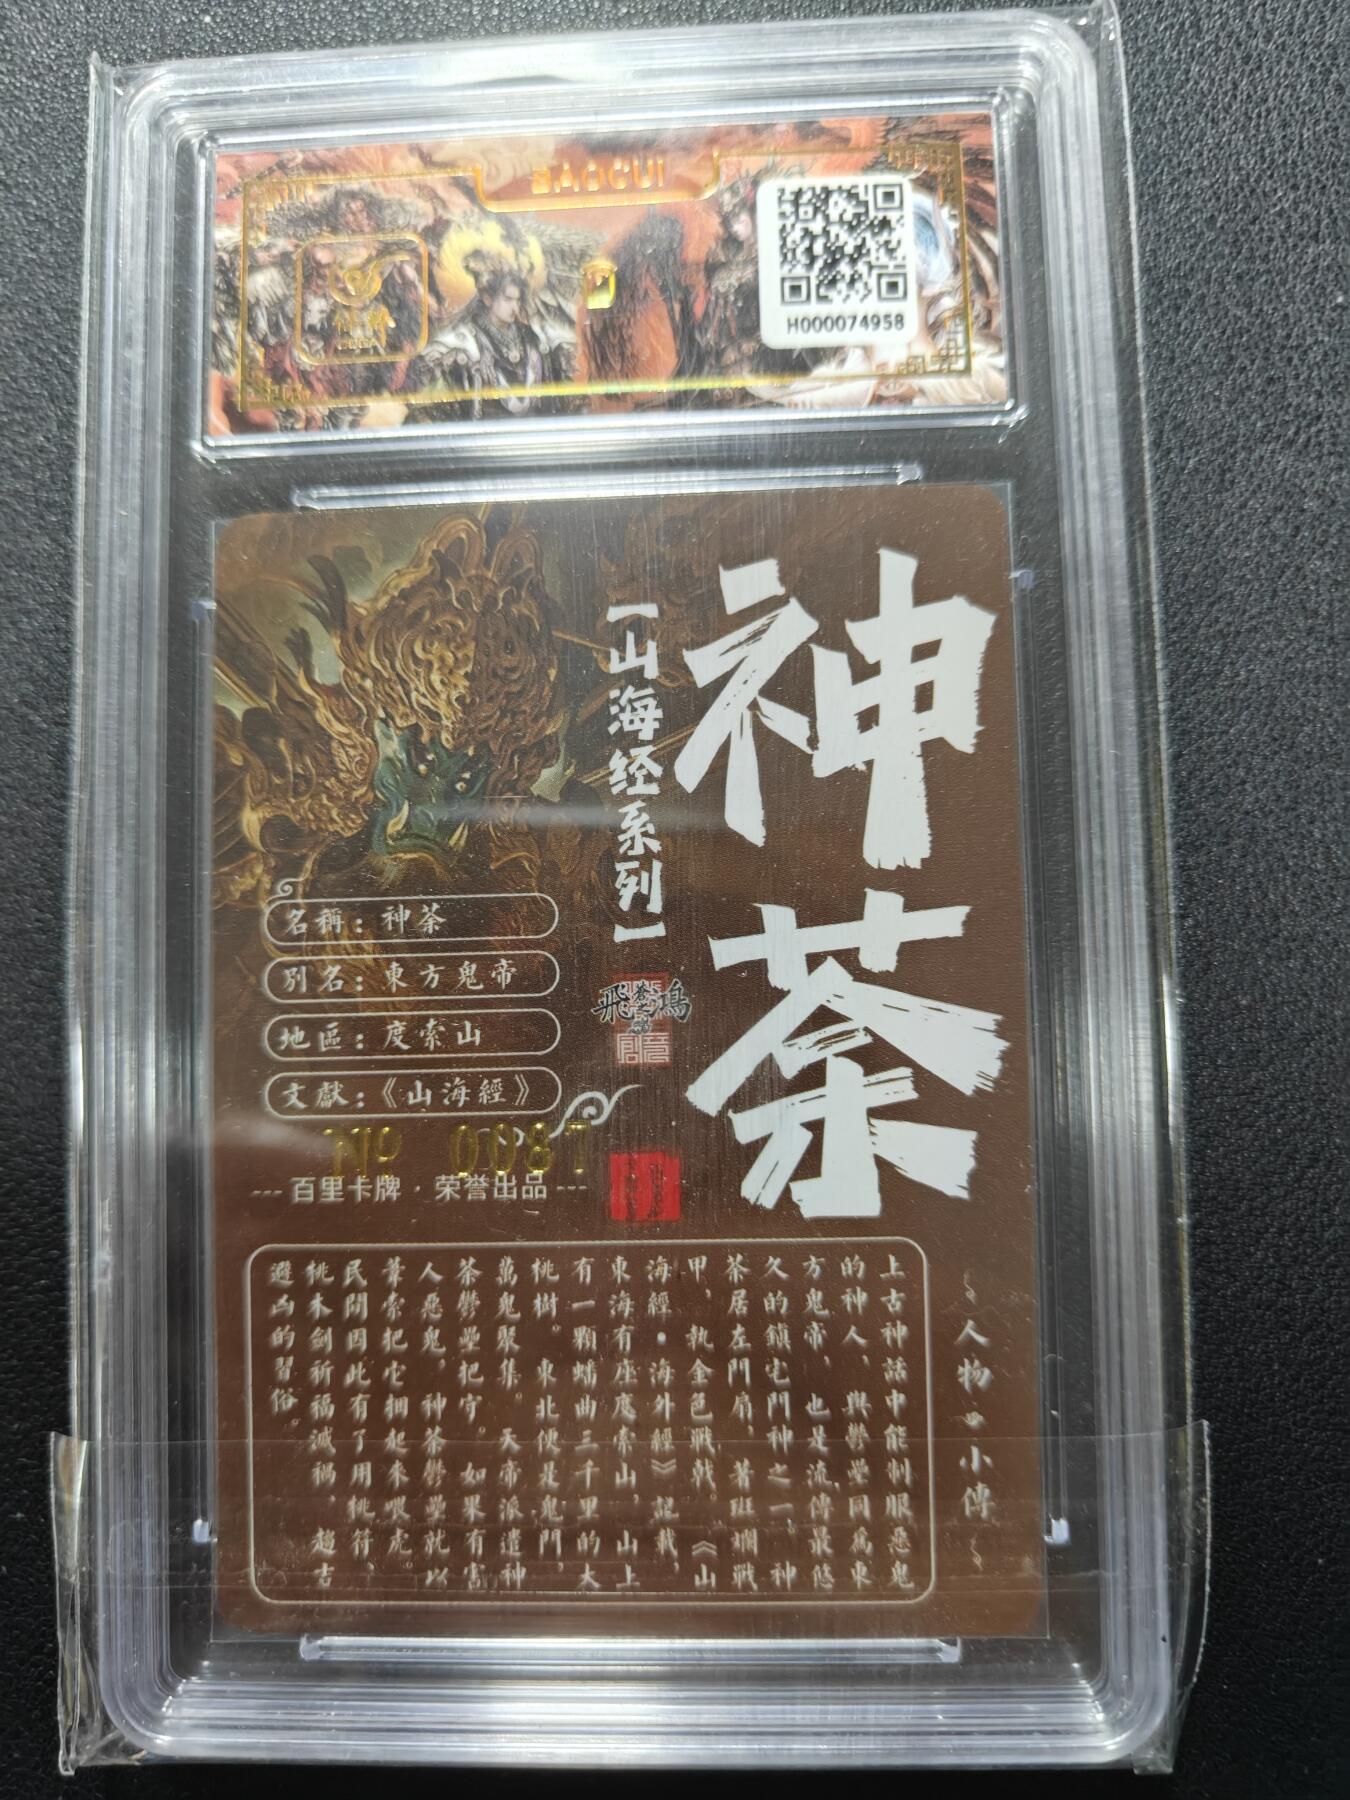 BAOGUI
H000074958
神荼
【山海经系列】
飛鴻
名稱：神荼
別名：東方鬼帝
地區：度索山
文獻：《山海經》
№ 0087
--- 百里卡牌 · 荣誉出品 ---
人物 小傳
上古神話中能制服惡鬼
的神人，與鬱壘同爲東
方鬼帝，也是流傳最悠
久的鎮宅門神之一，神
荼居左門扇，著斑斕戰
甲，執金色戰戟。《山
海經·海外經》記載，
東海有座度索山，山上
有一顆蟠曲三千里的大
桃樹。東北便是鬼門，
萬鬼聚集。天帝派遣神
荼鬱壘把守。如果有害
人惡鬼，神荼鬱壘就以
葦索把它捆起來喂虎。
民間因此有了用桃符、
桃木劍祈福滅禍，趨吉
避凶的習俗。